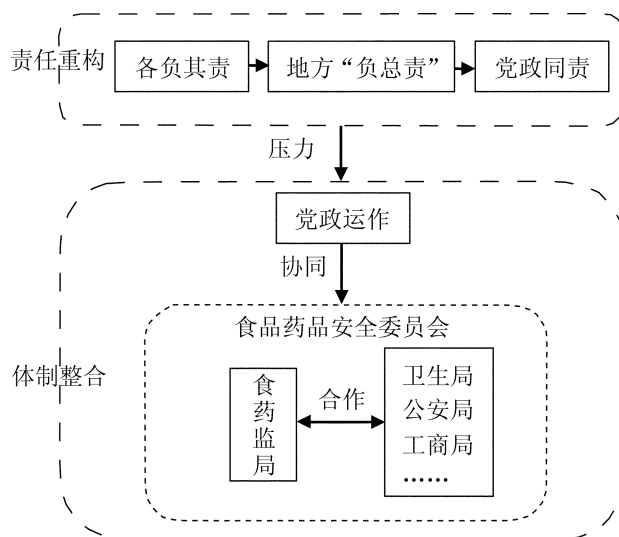 责任重构
各负其责
地方“负总责”
党政同责
压力
党政运作
协同
食品药品安全委员会
体制整合
食
药
监
局
合作
卫生局
公安局
工商局
……